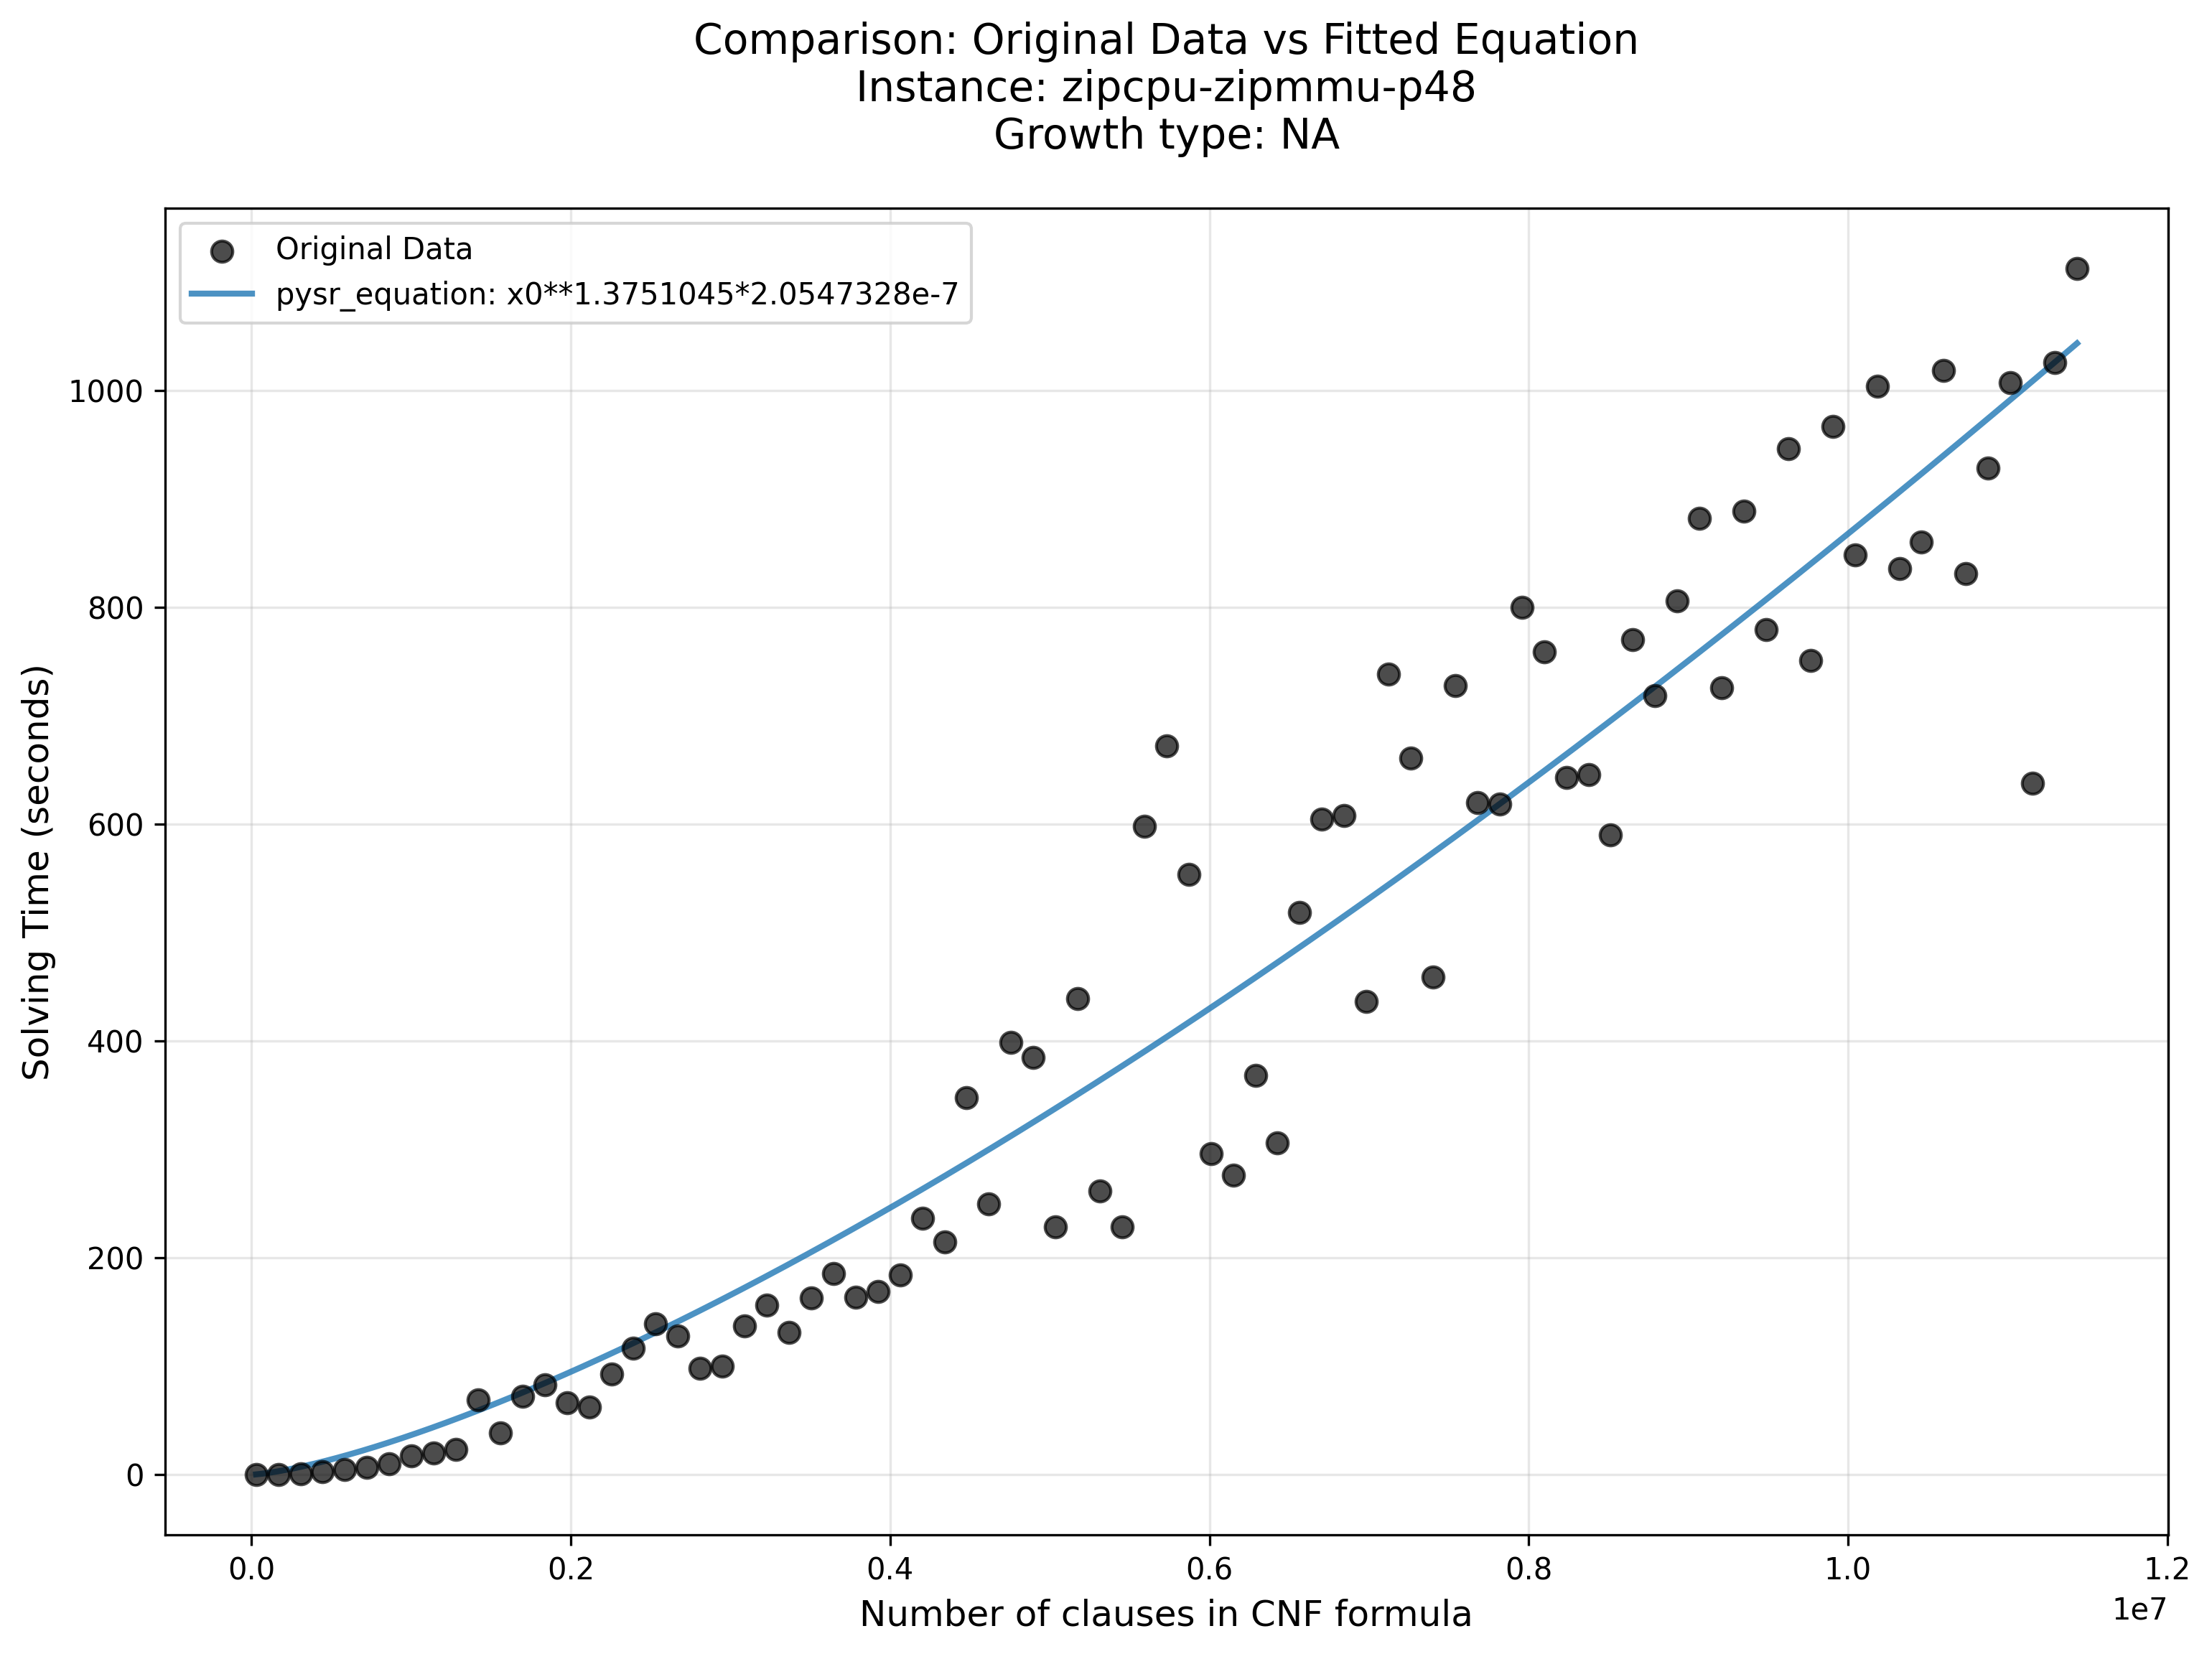 Comparison: Original Data vs Fitted Equation
Instance: zipcpu-zipmmu-p48
Growth type: NA
Original Data
pysr_equation: x0**1.3751045*2.0547328e-7
Solving Time (seconds)
1000
800
600
400
200
0
0.0 0.2 0.4 0.6 0.8 1.0 1.2
1e7
Number of clauses in CNF formula